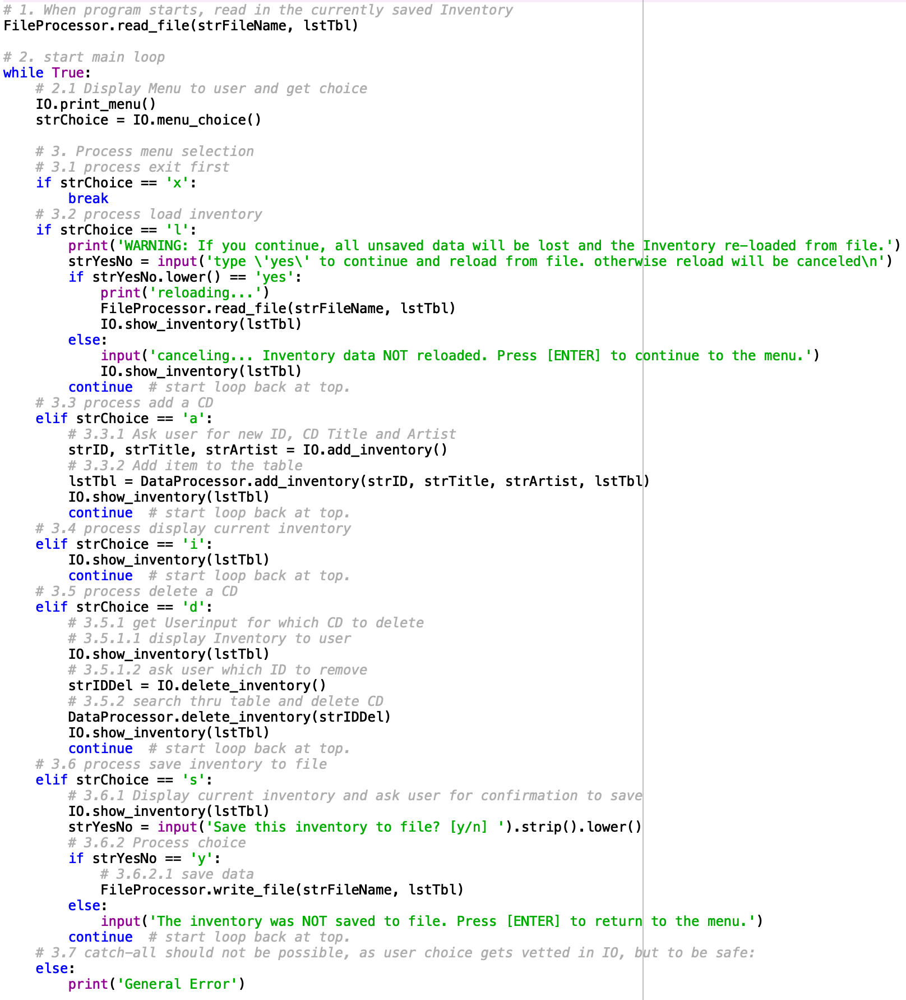 # 1. When program starts, read in the currently saved Inventory
FileProcessor.read_file(strFileName, lstTbl)

# 2. start main loop
while True:
    # 2.1 Display Menu to user and get choice
    IO.print_menu()
    strChoice = IO.menu_choice()

    # 3. Process menu selection
    # 3.1 process exit first
    if strChoice == 'x':
        break
    # 3.2 process load inventory
    if strChoice == 'l':
        print('WARNING: If you continue, all unsaved data will be lost and the Inventory re-loaded from file.')
        strYesNo = input('type \'yes\' to continue and reload from file. otherwise reload will be canceled\n')
        if strYesNo.lower() == 'yes':
            print('reloading...')
            FileProcessor.read_file(strFileName, lstTbl)
            IO.show_inventory(lstTbl)
        else:
            input('canceling... Inventory data NOT reloaded. Press [ENTER] to continue to the menu.')
            IO.show_inventory(lstTbl)
        continue  # start loop back at top.
    # 3.3 process add a CD
    elif strChoice == 'a':
        # 3.3.1 Ask user for new ID, CD Title and Artist
        strID, strTitle, strArtist = IO.add_inventory()
        # 3.3.2 Add item to the table
        lstTbl = DataProcessor.add_inventory(strID, strTitle, strArtist, lstTbl)
        IO.show_inventory(lstTbl)
        continue  # start loop back at top.
    # 3.4 process display current inventory
    elif strChoice == 'i':
        IO.show_inventory(lstTbl)
        continue  # start loop back at top.
    # 3.5 process delete a CD
    elif strChoice == 'd':
        # 3.5.1 get Userinput for which CD to delete
        # 3.5.1.1 display Inventory to user
        IO.show_inventory(lstTbl)
        # 3.5.1.2 ask user which ID to remove
        strIDDel = IO.delete_inventory()
        # 3.5.2 search thru table and delete CD
        DataProcessor.delete_inventory(strIDDel)
        IO.show_inventory(lstTbl)
        continue  # start loop back at top.
    # 3.6 process save inventory to file
    elif strChoice == 's':
        # 3.6.1 Display current inventory and ask user for confirmation to save
        IO.show_inventory(lstTbl)
        strYesNo = input('Save this inventory to file? [y/n] ').strip().lower()
        # 3.6.2 Process choice
        if strYesNo == 'y':
            # 3.6.2.1 save data
            FileProcessor.write_file(strFileName, lstTbl)
        else:
            input('The inventory was NOT saved to file. Press [ENTER] to return to the menu.')
        continue  # start loop back at top.
    # 3.7 catch-all should not be possible, as user choice gets vetted in IO, but to be safe:
    else:
        print('General Error')